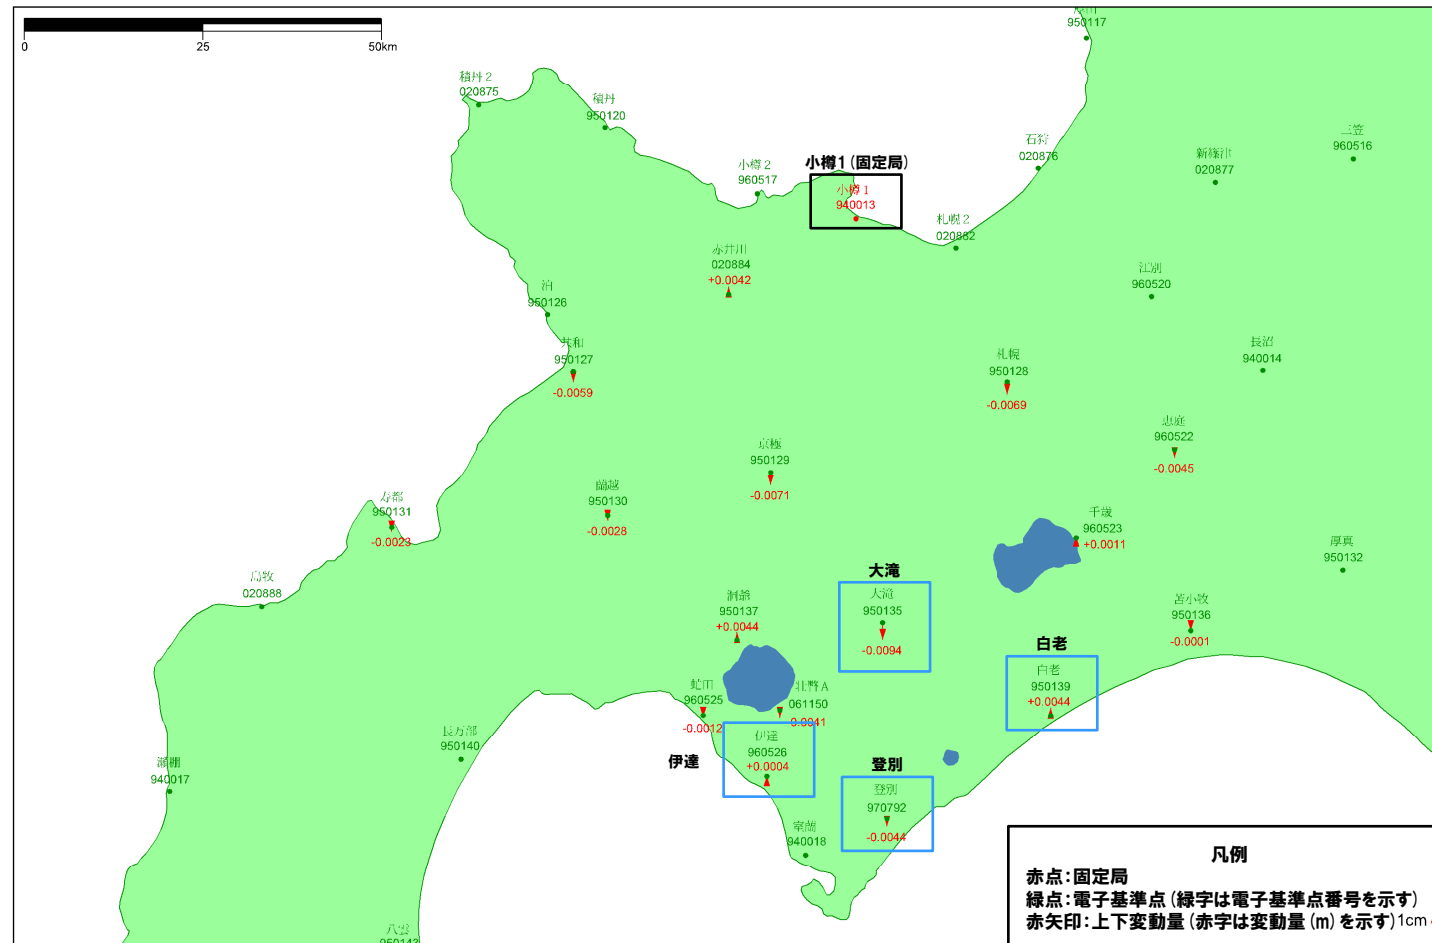 0 25 50km
当別
950117
積丹２
020875
積丹
950120
石狩
020876
新篠津
020877
三笠
960516
小樽２
960517
小樽1(固定局)
小樽１
940013
札幌２
020882
赤井川
020884
+0.0042
江別
960520
泊
950126
共和
950127
-0.0059
札幌
950128
-0.0069
長沼
940014
恵庭
960522
-0.0045
京極
950129
-0.0071
蘭越
950130
-0.0028
寿都
950131
-0.0023
千歳
960523
+0.0011
厚真
950132
島牧
020888
大滝
大滝
950135
-0.0094
洞爺
950137
+0.0044
苫小牧
950136
-0.0001
白老
白老
950139
+0.0044
虻田
960525
-0.0012
壮瞥Ａ
061150
-0.0041
伊達
伊達
960526
+0.0004
長万部
950140
瀬棚
940017
登別
登別
970792
-0.0044
室蘭
940018
八雲
950143
凡例
赤点:固定局
緑点:電子基準点(緑字は電子基準点番号を示す)
赤矢印:上下変動量(赤字は変動量(m)を示す)1cm